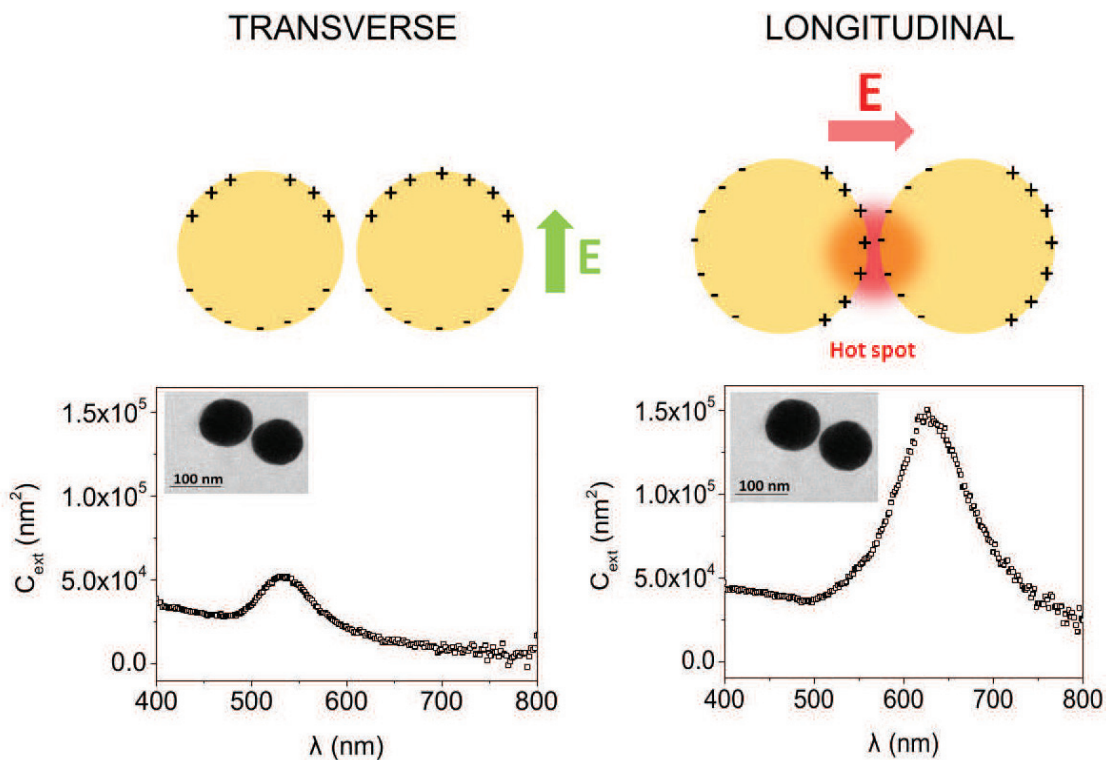 TRANSVERSE
E
1.5x10⁵
1.0x10⁵
5.0x10⁴
0.0
C_ext (nm²)
100 nm
400 500 600 700 800
λ (nm)
LONGITUDINAL
E
Hot spot
1.5x10⁵
1.0x10⁵
5.0x10⁴
0.0
C_ext (nm²)
100 nm
400 500 600 700 800
λ (nm)